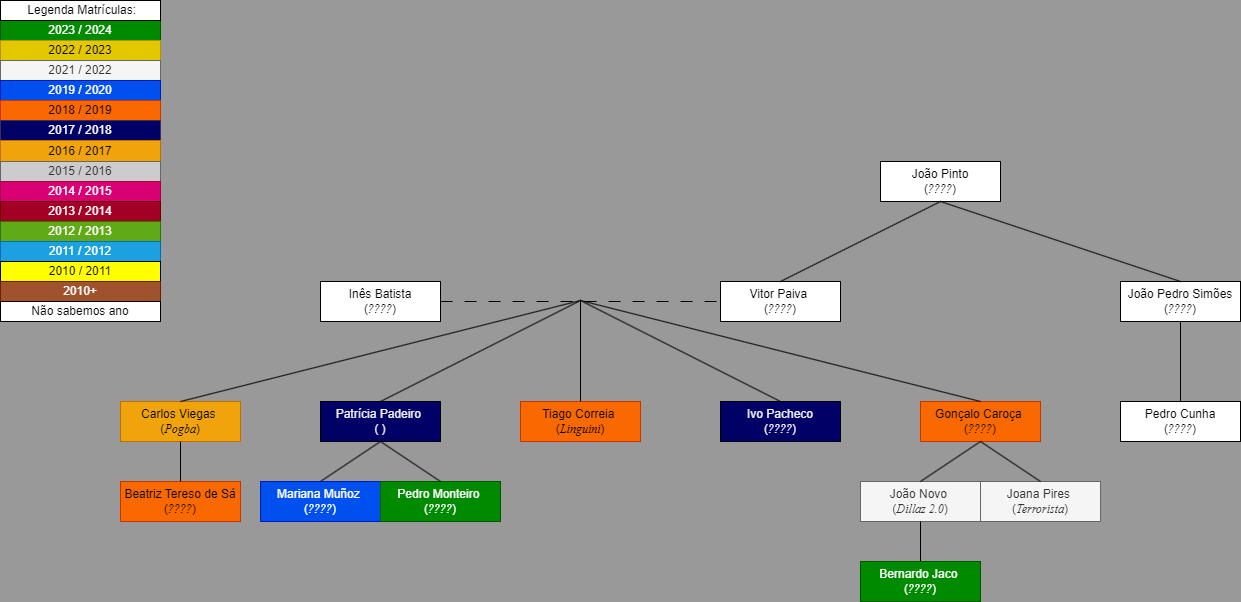 Legenda Matrículas:
2023 / 2024
2022 / 2023
2021 / 2022
2019 / 2020
2018 / 2019
2017 / 2018
2016 / 2017
2015 / 2016
2014 / 2015
2013 / 2014
2012 / 2013
2011 / 2012
2010 / 2011
2010+
Não sabemos ano
João Pinto
(????)
Inês Batista
(????)
Vitor Paiva
(????)
João Pedro Simões
(????)
Carlos Viegas
(Pogba)
Patrícia Padeiro
( )
Tiago Correia
(Linguini)
Ivo Pacheco
(????)
Gonçalo Caroça
(????)
Pedro Cunha
(????)
Beatriz Tereso de Sá
(????)
Mariana Muñoz
(????)
Pedro Monteiro
(????)
João Novo
(Dillaz 2.0)
Joana Pires
(Terrorista)
Bernardo Jaco
(????)